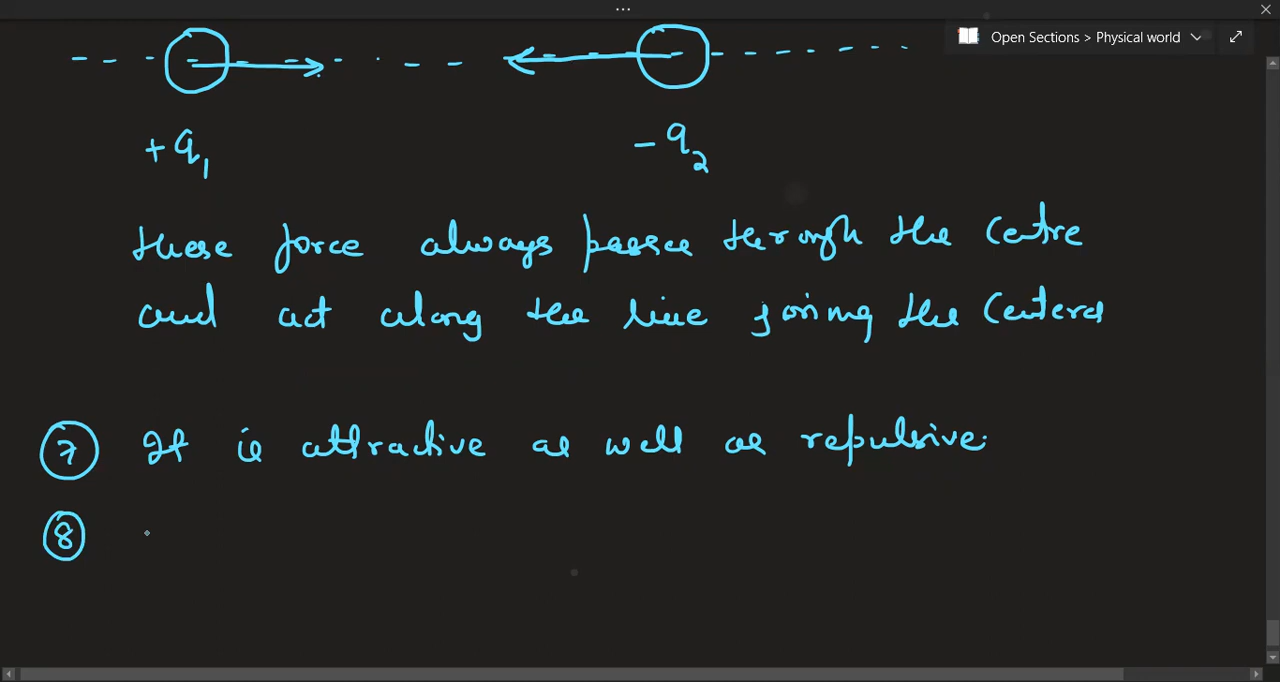 Open Sections > Physical world
+q1 -q2
these force always passes through the centre
and act along the line joining the centers
7 It is attractive as well as repulsive.
8